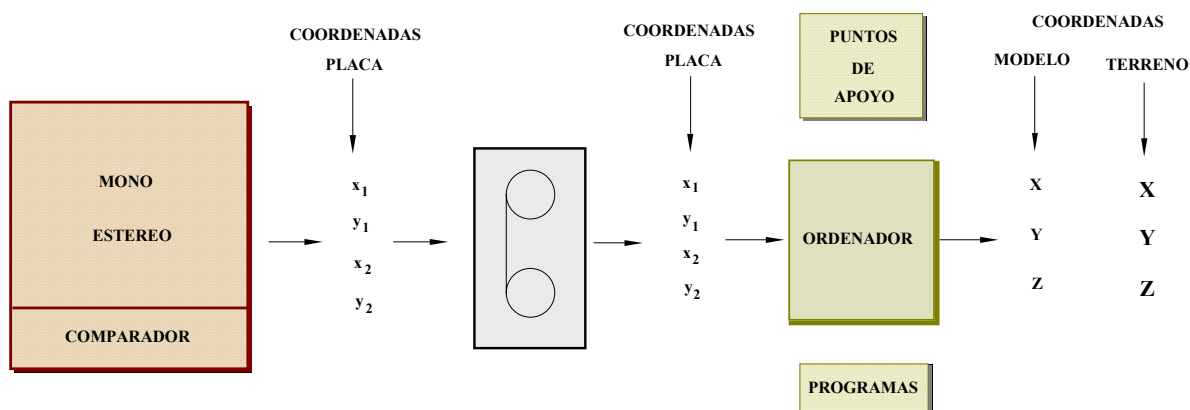 MONO
ESTEREO
COMPARADOR
COORDENADAS
PLACA
x1
y1
x2
y2
COORDENADAS
PLACA
x1
y1
x2
y2
PUNTOS
DE
APOYO
ORDENADOR
PROGRAMAS
COORDENADAS
MODELO TERRENO
X X
Y Y
Z Z